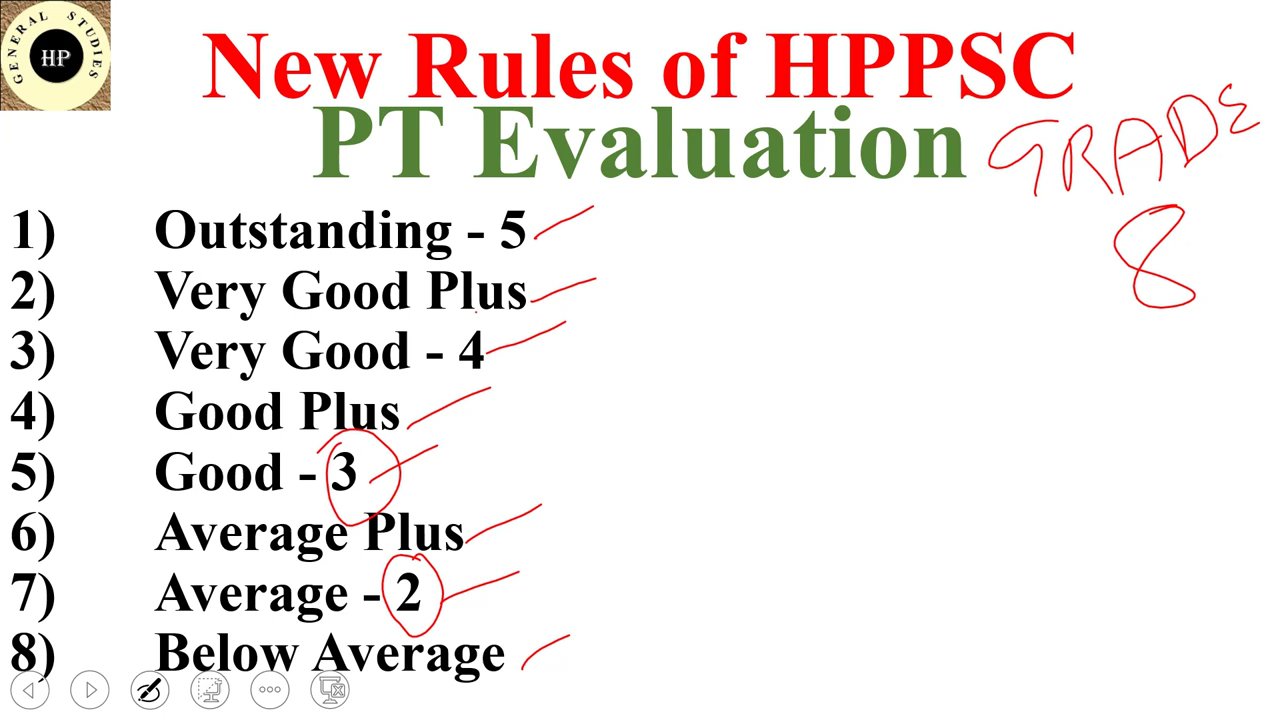 GENERAL STUDIES
HP
New Rules of HPPSC
PT Evaluation
GRADE
8
1) Outstanding - 5
2) Very Good Plus
3) Very Good - 4
4) Good Plus
5) Good - 3
6) Average Plus
7) Average - 2
8) Below Average